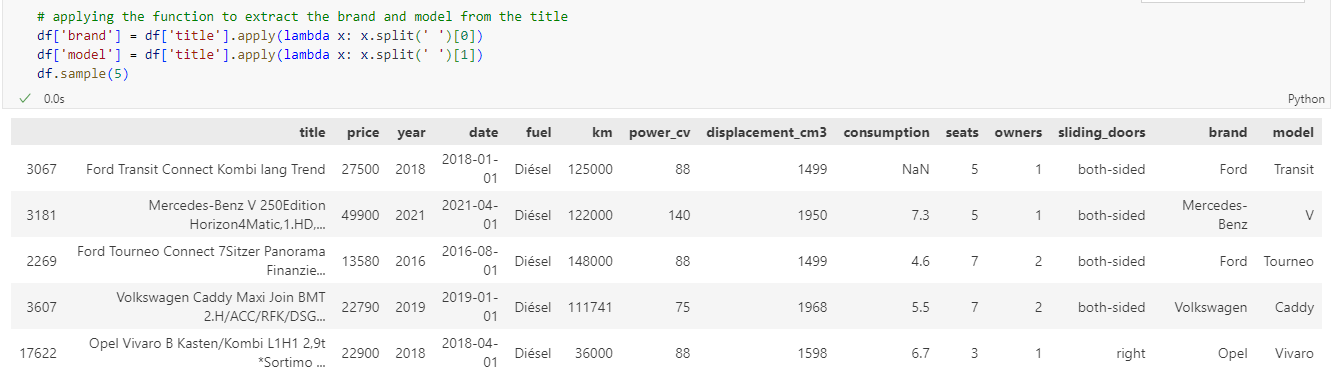 # applying the function to extract the brand and model from the title
df['brand'] = df['title'].apply(lambda x: x.split(' ')[0])
df['model'] = df['title'].apply(lambda x: x.split(' ')[1])
df.sample(5)
0.0s Python
title price year date fuel km power_cv displacement_cm3 consumption seats owners sliding_doors brand model
3067 Ford Transit Connect Kombi lang Trend 27500 2018 2018-01-01 Diésel 125000 88 1499 NaN 5 1 both-sided Ford Transit
3181 Mercedes-Benz V 250Edition Horizon4Matic,1.HD,... 49900 2021 2021-04-01 Diésel 122000 140 1950 7.3 5 1 both-sided Mercedes-Benz V
2269 Ford Tourneo Connect 7Sitzer Panorama Finanzie... 13580 2016 2016-08-01 Diésel 148000 88 1499 4.6 7 2 both-sided Ford Tourneo
3607 Volkswagen Caddy Maxi Join BMT 2.H/ACC/RFK/DSG... 22790 2019 2019-01-01 Diésel 111741 75 1968 5.5 7 2 both-sided Volkswagen Caddy
17622 Opel Vivaro B Kasten/Kombi L1H1 2,9t *Sortimo ... 22900 2018 2018-04-01 Diésel 36000 88 1598 6.7 3 1 right Opel Vivaro